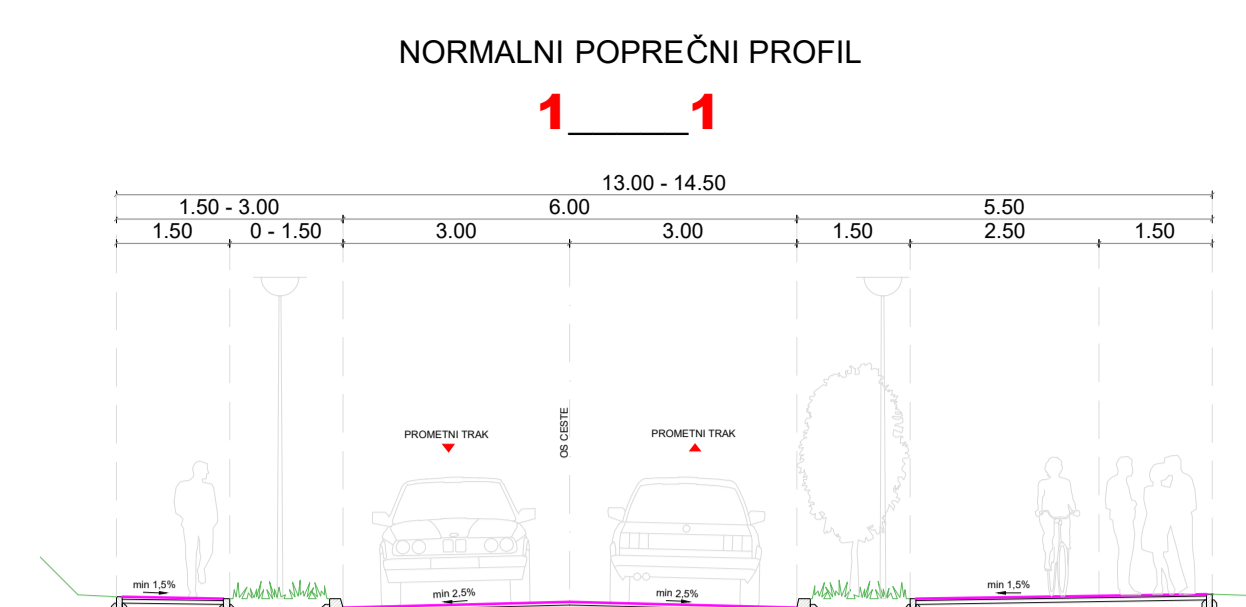 NORMALNI POPREČNI PROFIL
1_____1
13.00 - 14.50
1.50 - 3.00 6.00 5.50
1.50 0 - 1.50 3.00 3.00 1.50 2.50 1.50
OS CESTE
PROMETNI TRAK PROMETNI TRAK
min 1,5% min 2.5% min 2.5% min 1,5%